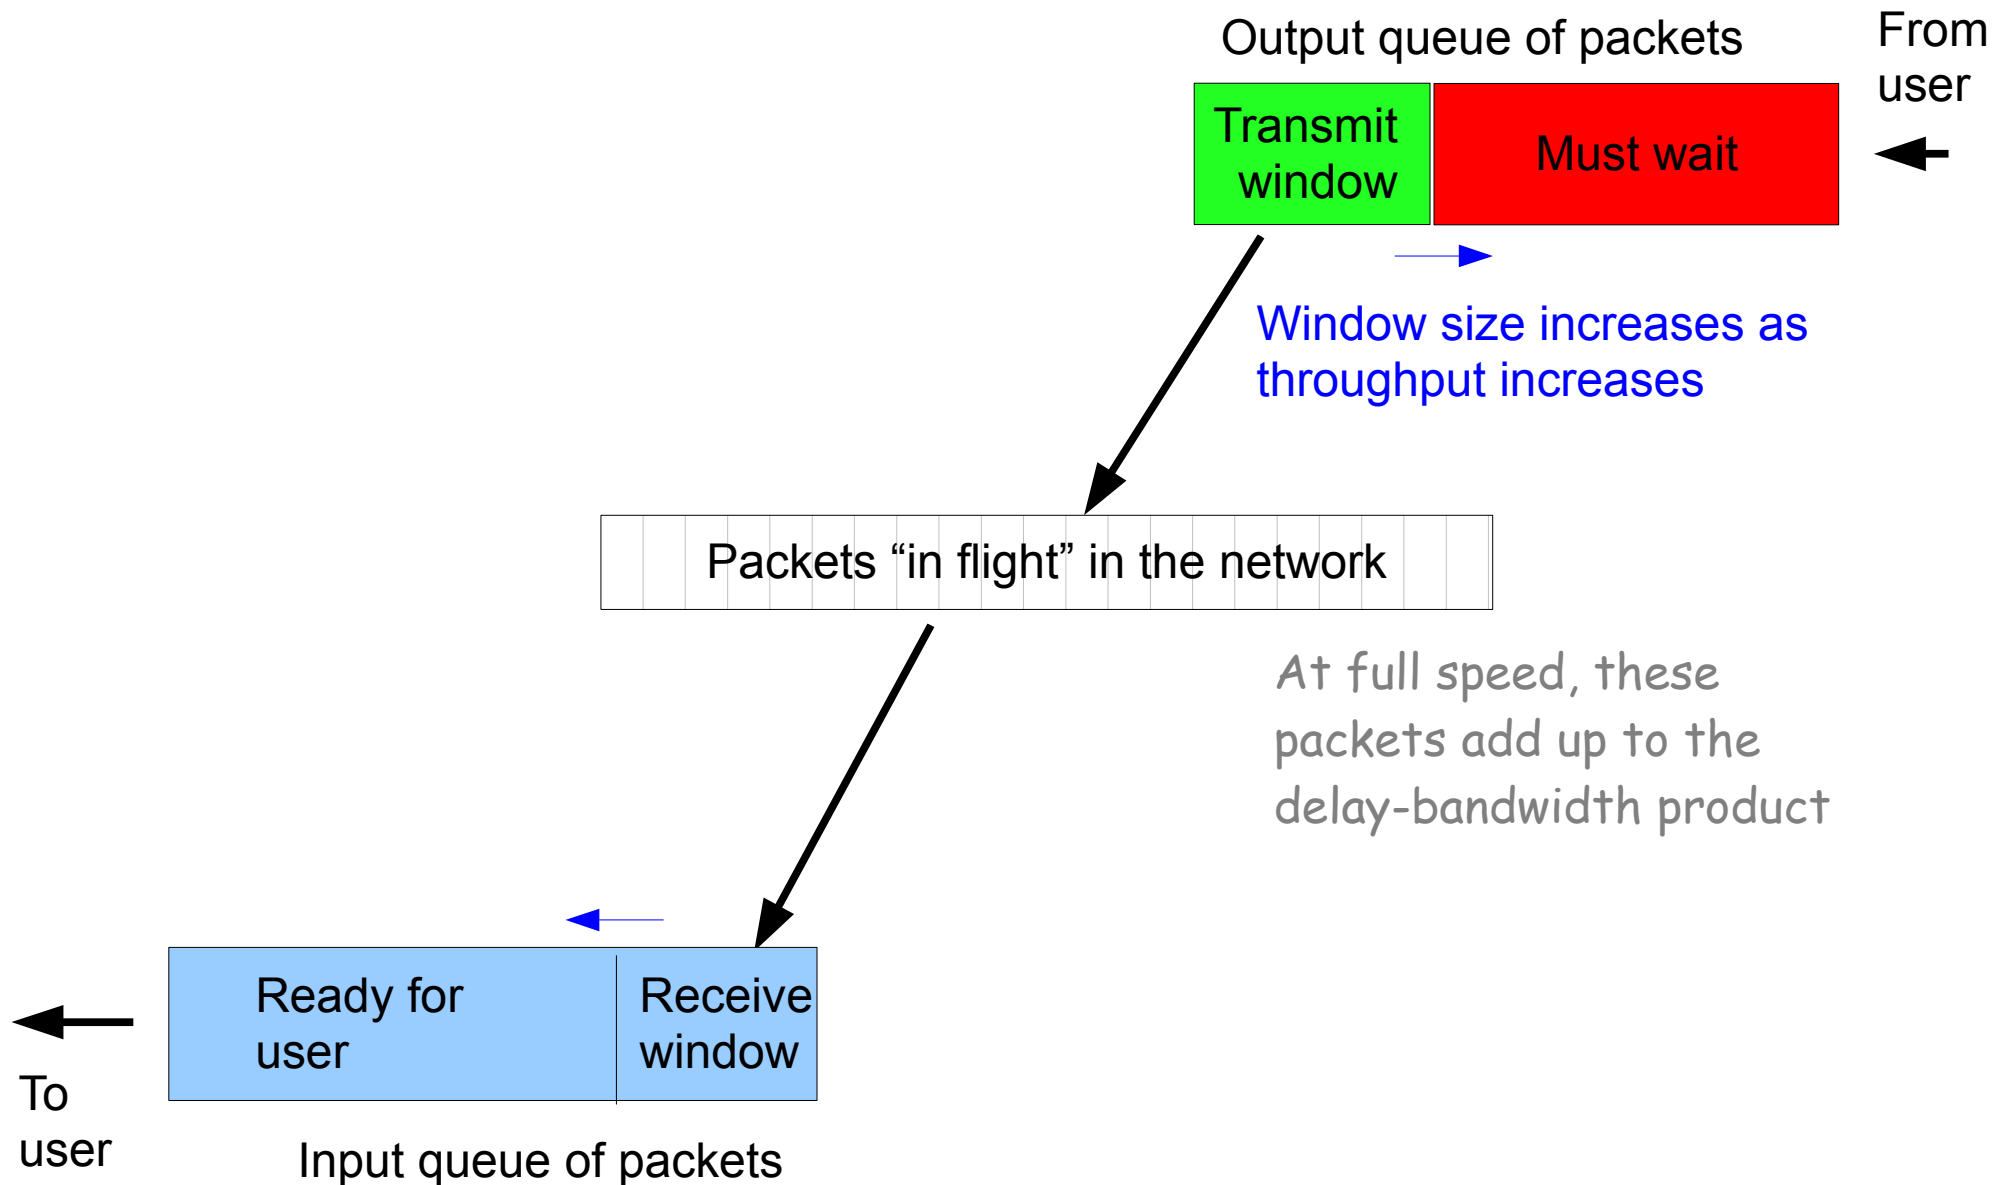 Output queue of packets
From
user
Transmit
window
Must wait
Window size increases as
throughput increases
Packets “in flight” in the network
At full speed, these
packets add up to the
delay-bandwidth product
Ready for
user
Receive
window
To
user
Input queue of packets